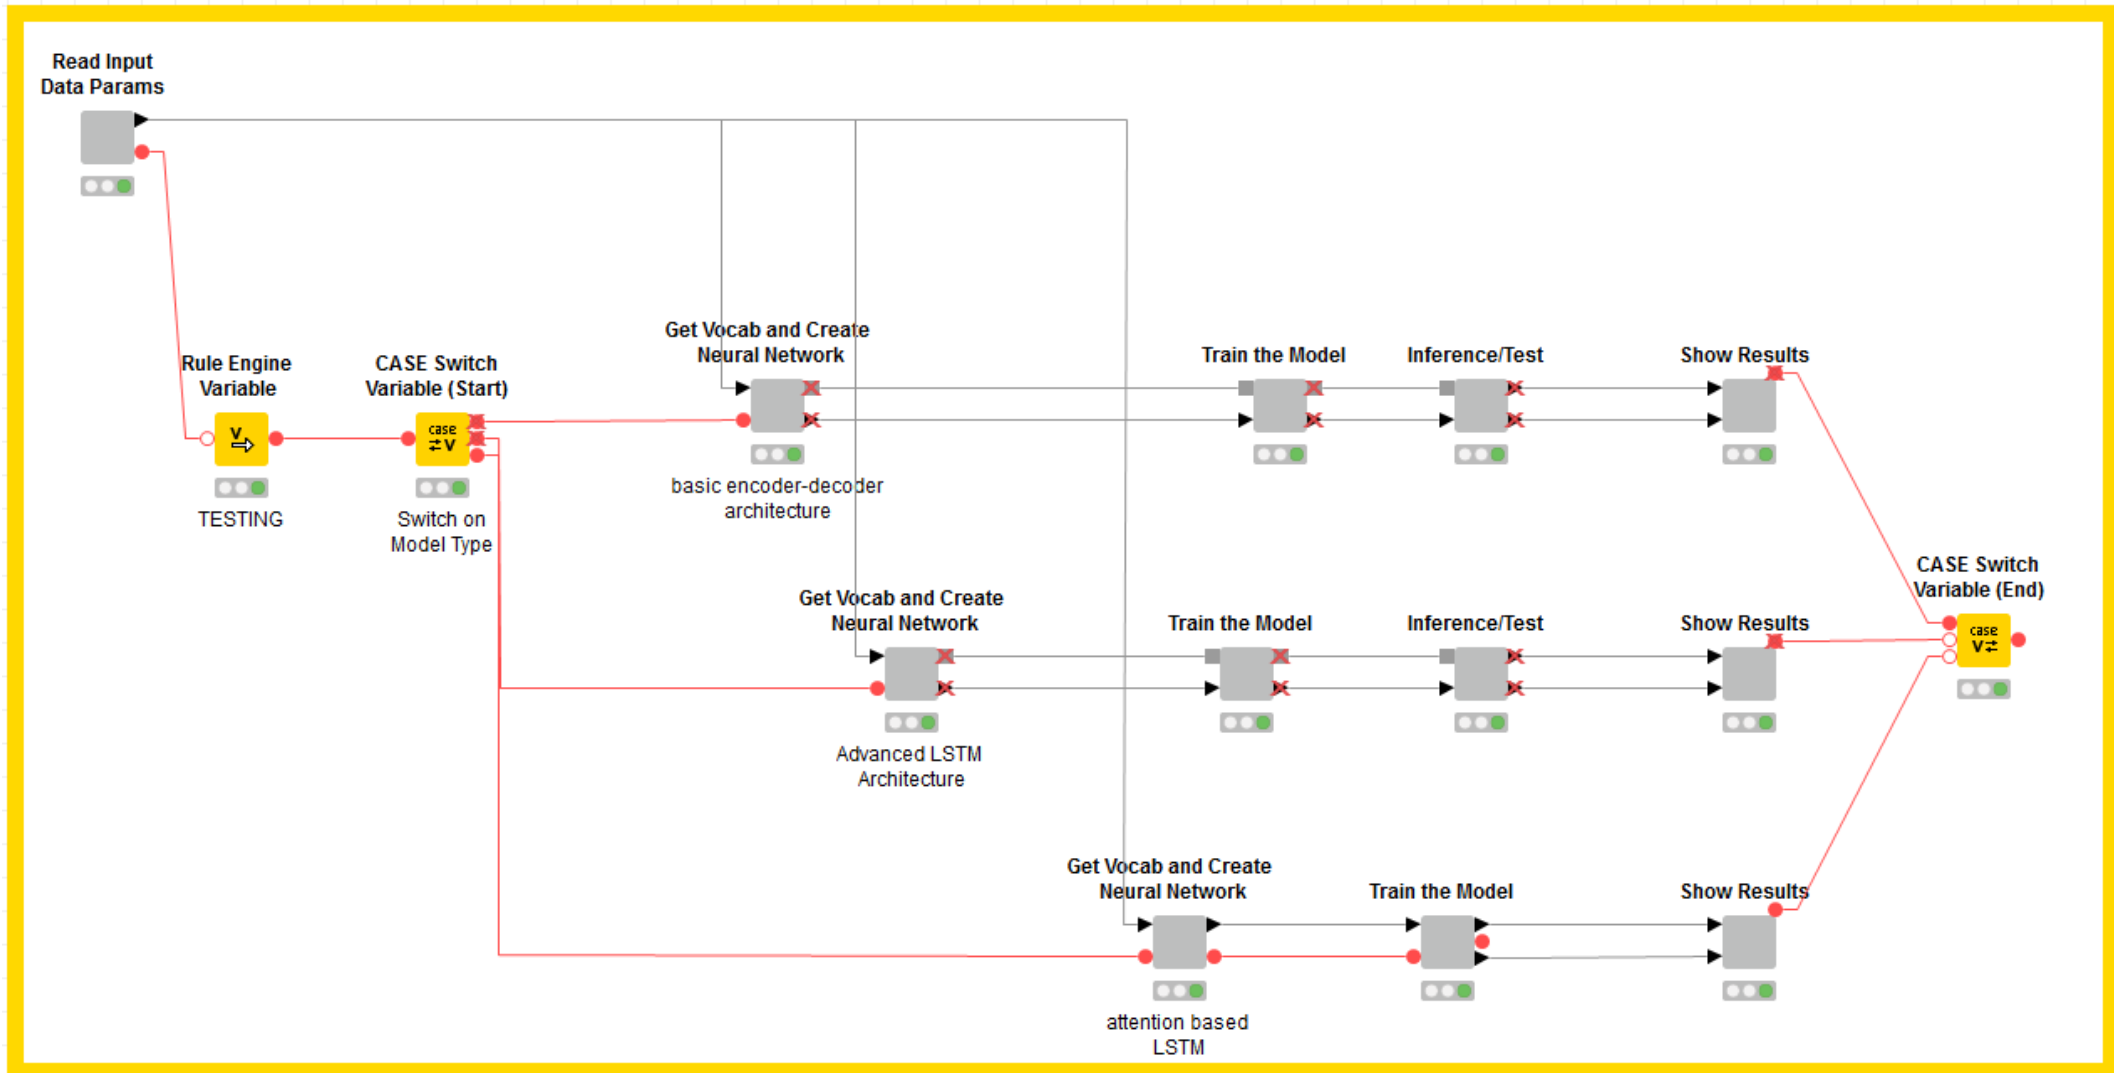 Read Input
Data Params
Rule Engine
Variable
V
TESTING
CASE Switch
Variable (Start)
case
V
Switch on
Model Type
Get Vocab and Create
Neural Network
basic encoder-decoder
architecture
Train the Model
Inference/Test
Show Results
Get Vocab and Create
Neural Network
Advanced LSTM
Architecture
Train the Model
Inference/Test
Show Results
CASE Switch
Variable (End)
case
V
Get Vocab and Create
Neural Network
attention based
LSTM
Train the Model
Show Results